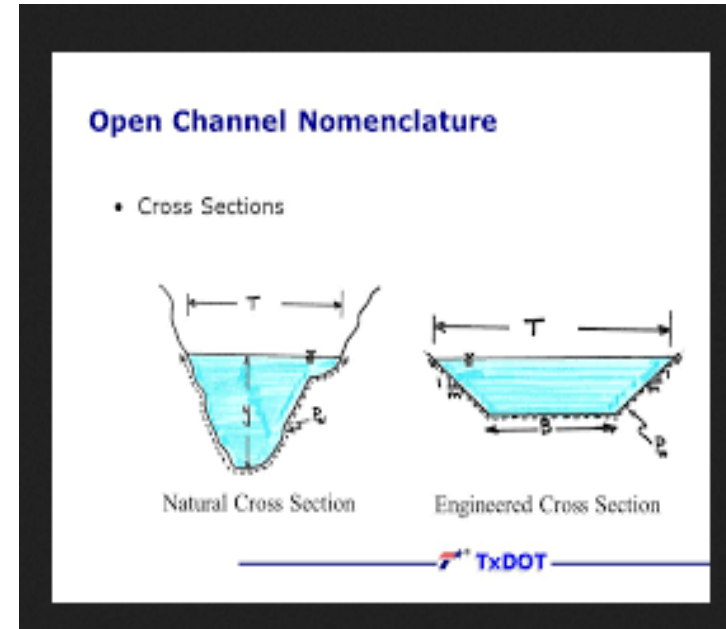 Open Channel Nomenclature
• Cross Sections
T
T
y
B
Natural Cross Section
Engineered Cross Section
TxDOT